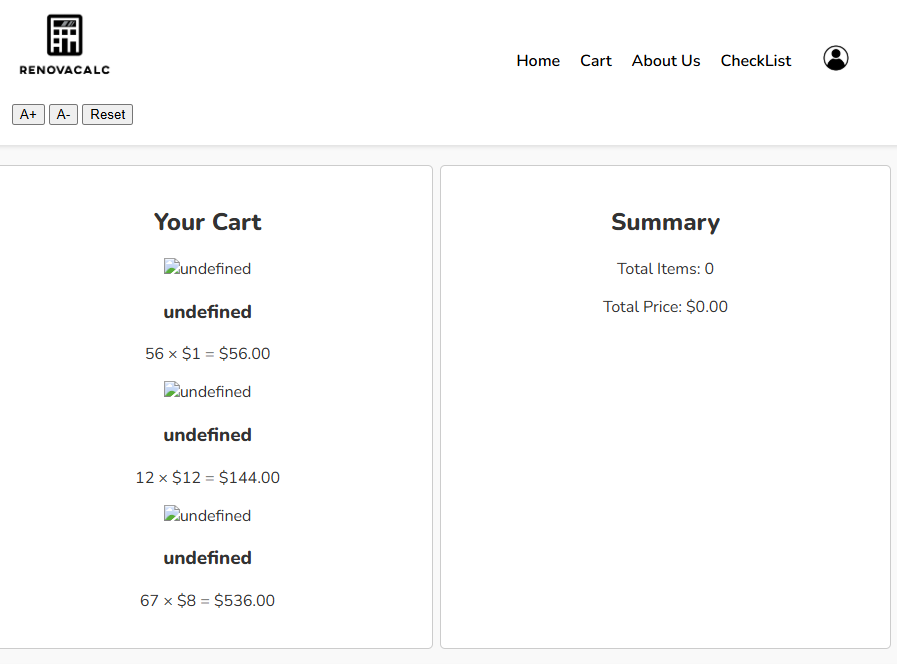 RENOVACALC
Home Cart About Us CheckList
A+ A- Reset
Your Cart
undefined
undefined
56 × $1 = $56.00
undefined
undefined
12 × $12 = $144.00
undefined
undefined
67 × $8 = $536.00
Summary
Total Items: 0
Total Price: $0.00